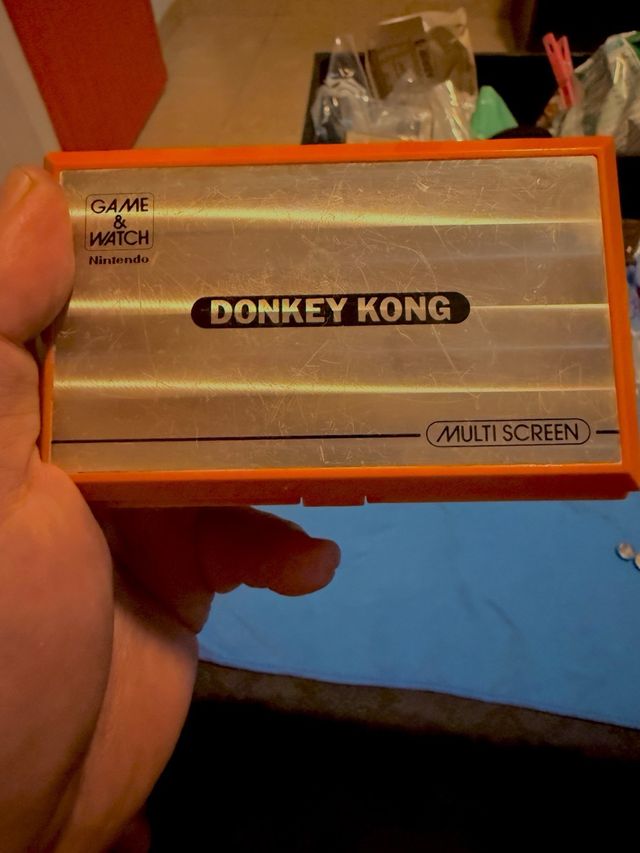 GAME
&
WATCH
Nintendo
DONKEY KONG
MULTI SCREEN